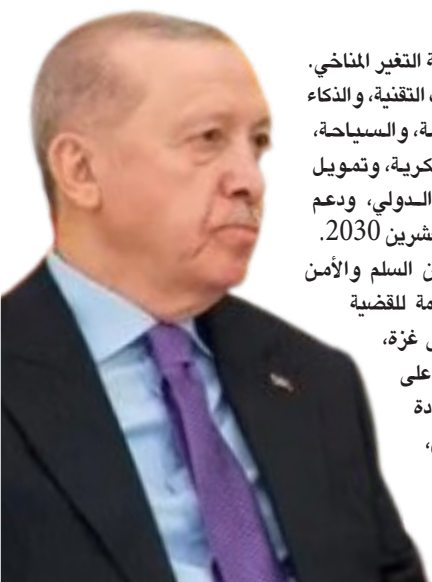 ة التغير المناخي.
التقنية، والذكاء
ة، والسياحة،
كرية، وتمويل
الدولي، ودعم
شرين 2030.
ن السلم والأمن
مة للقضية
غزة،
على
دة
،